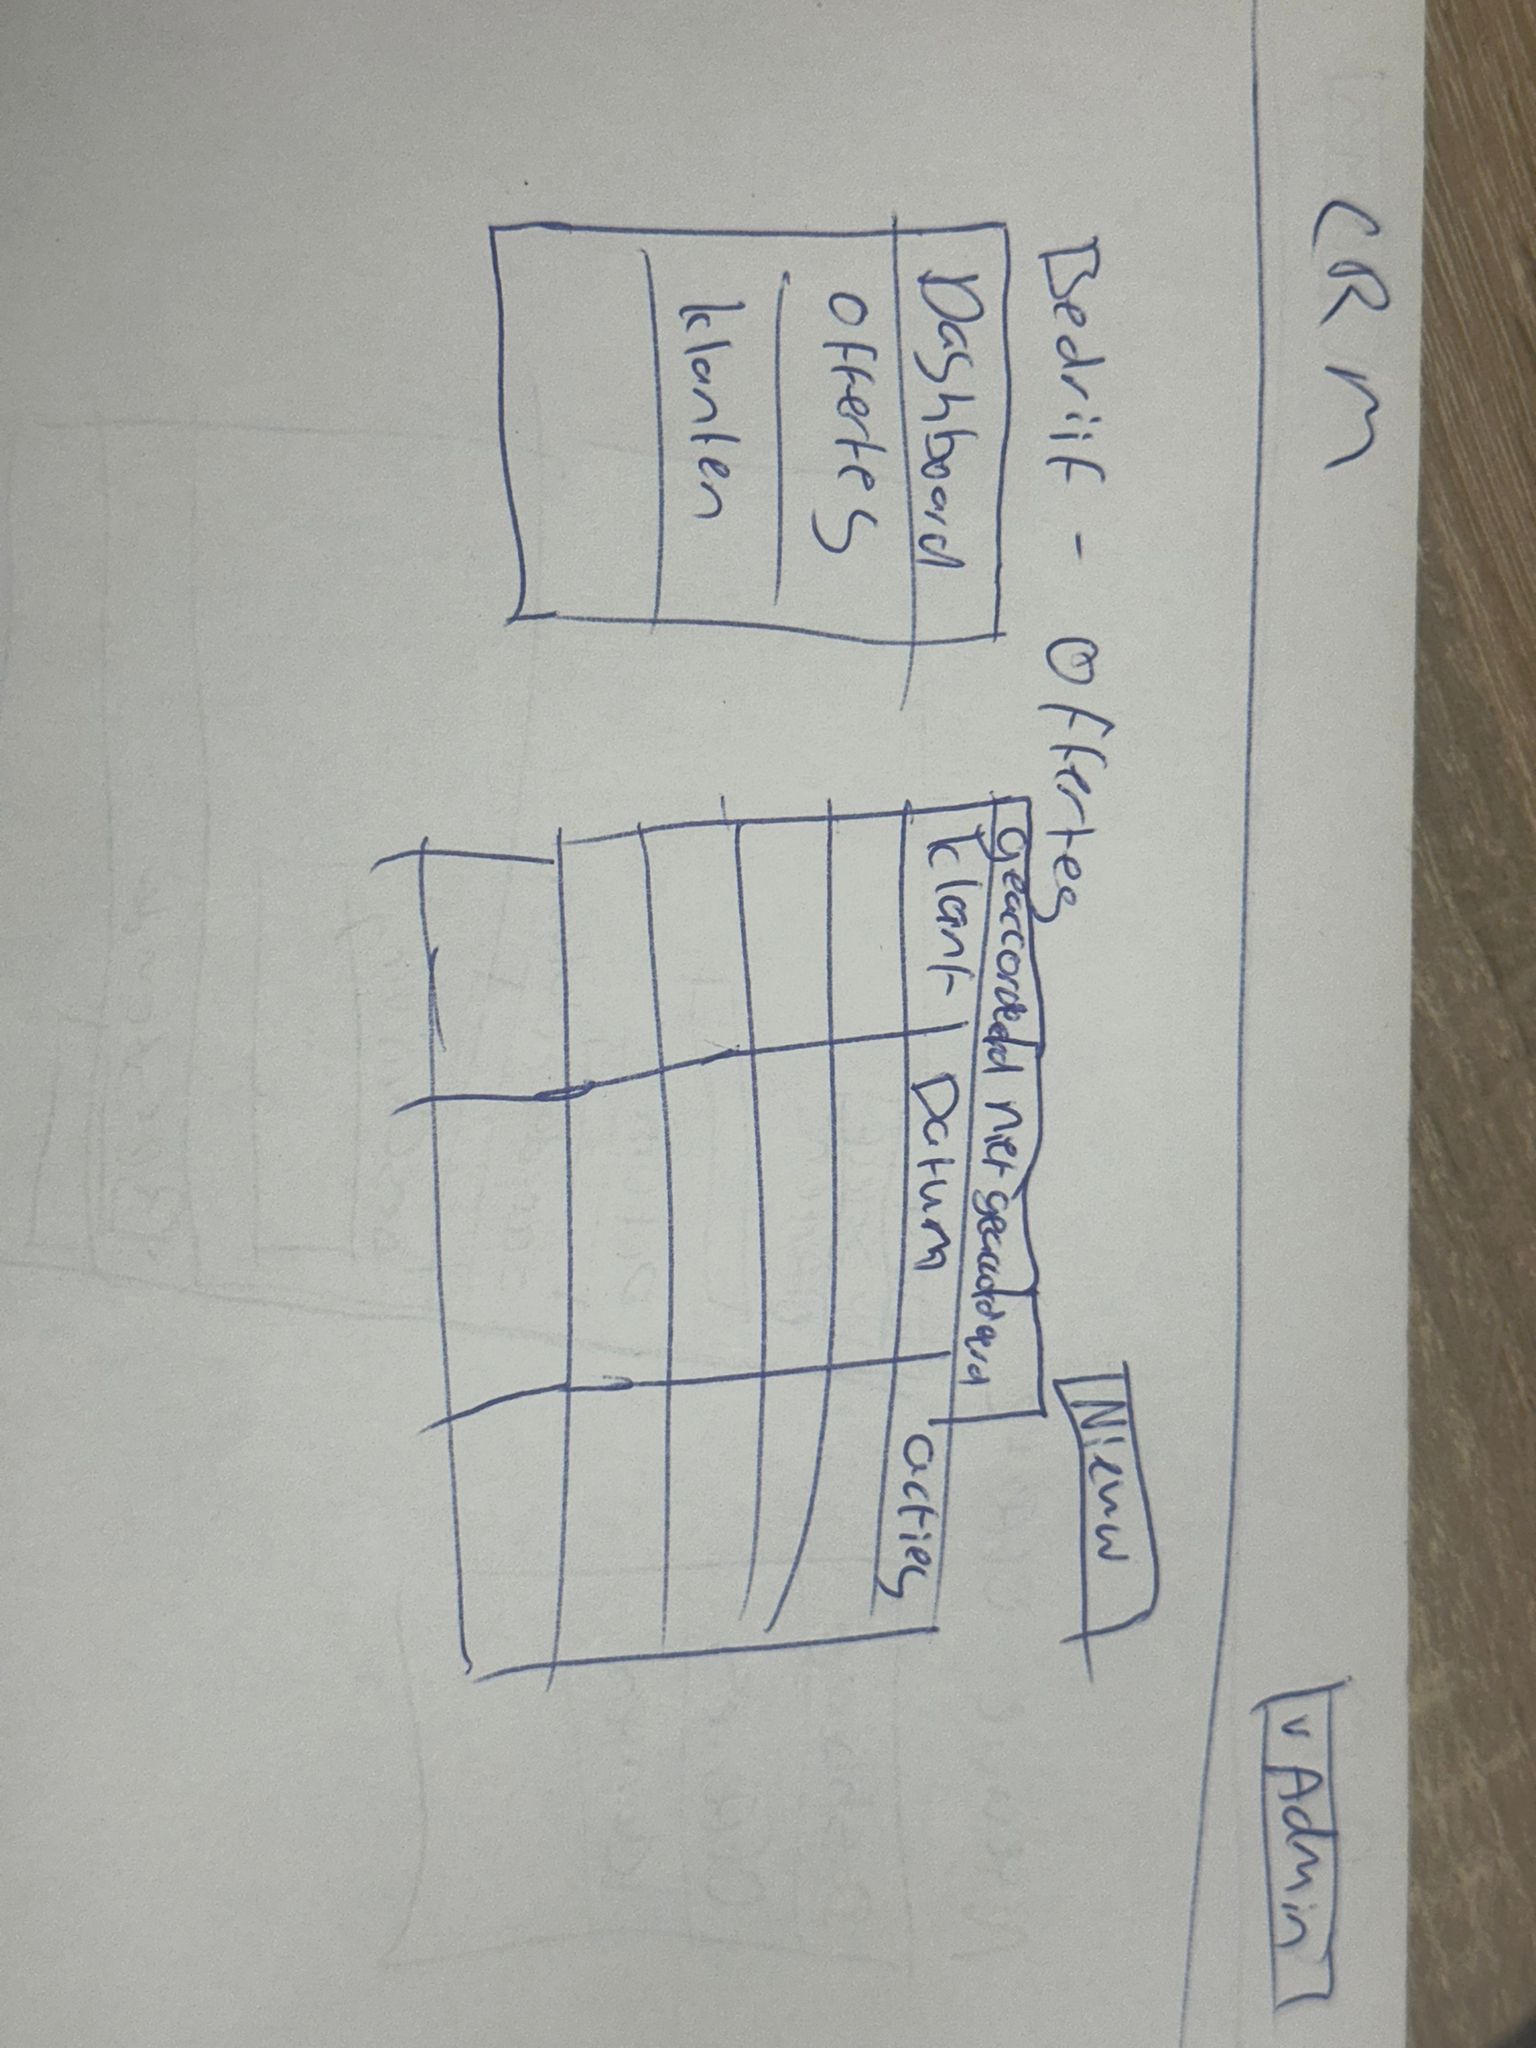 CRM
v Admin
Bedrijf - Offertes
Nieuw
Dashboard
offertes
klanten
geaccordeerd niet geaccordeerd
klant Datum acties